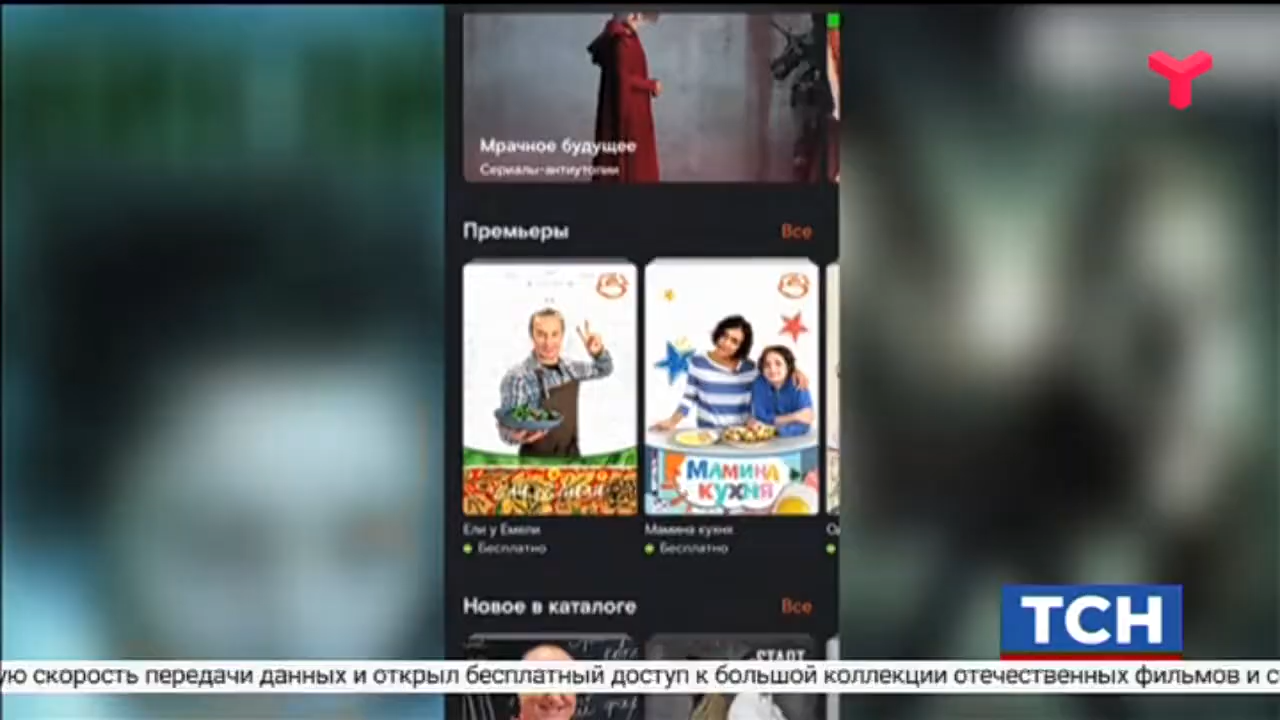 Мрачное будущее
Сериалы-антиутопии
Премьеры
Все
МАМИНА
КУХНЯ
Ели у Емели
Мамина кухня
Бесплатно
Бесплатно
Новое в каталоге
Все
START
ТСН
ую скорость передачи данных и открыл бесплатный доступ к большой коллекции отечественных фильмов и с